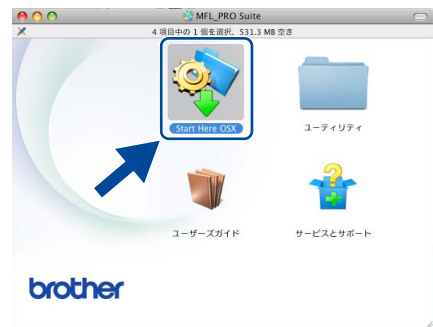 MFL_PRO Suite
4 項目中の 1 個を選択、531.3 MB 空き
Start Here OSX
ユーティリティ
ユーザーズガイド
サービスとサポート
brother